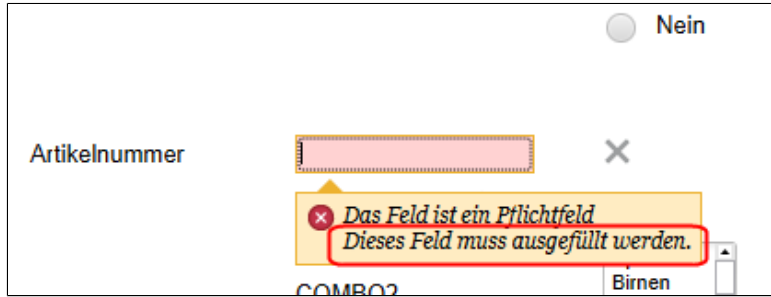 Nein
Artikelnummer
Das Feld ist ein Pflichtfeld
Dieses Feld muss ausgefüllt werden.
COMBO2
Birnen